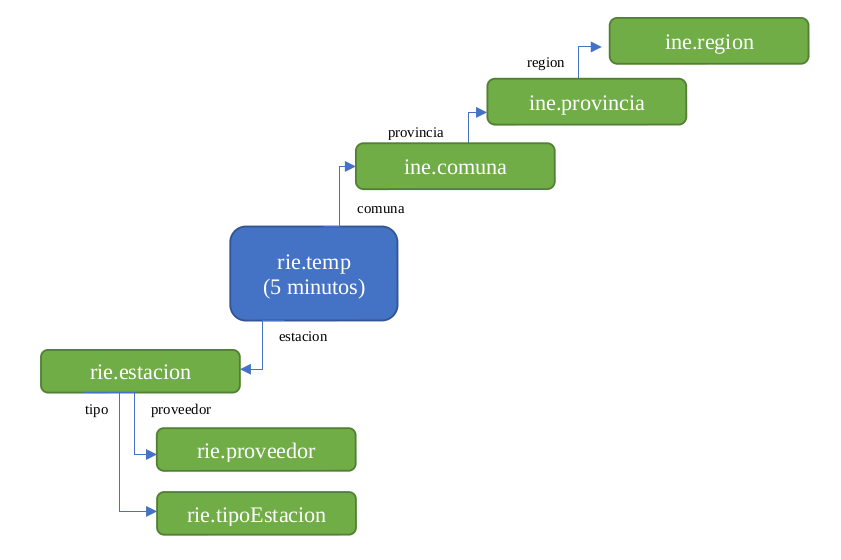 ine.region
region
ine.provincia
provincia
ine.comuna
comuna
rie.temp
(5 minutos)
estacion
rie.estacion
tipo
proveedor
rie.proveedor
rie.tipoEstacion